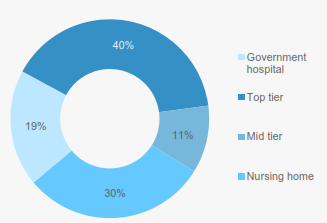 40%
19%
11%
30%
Government
hospital
Top tier
Mid tier
Nursing home